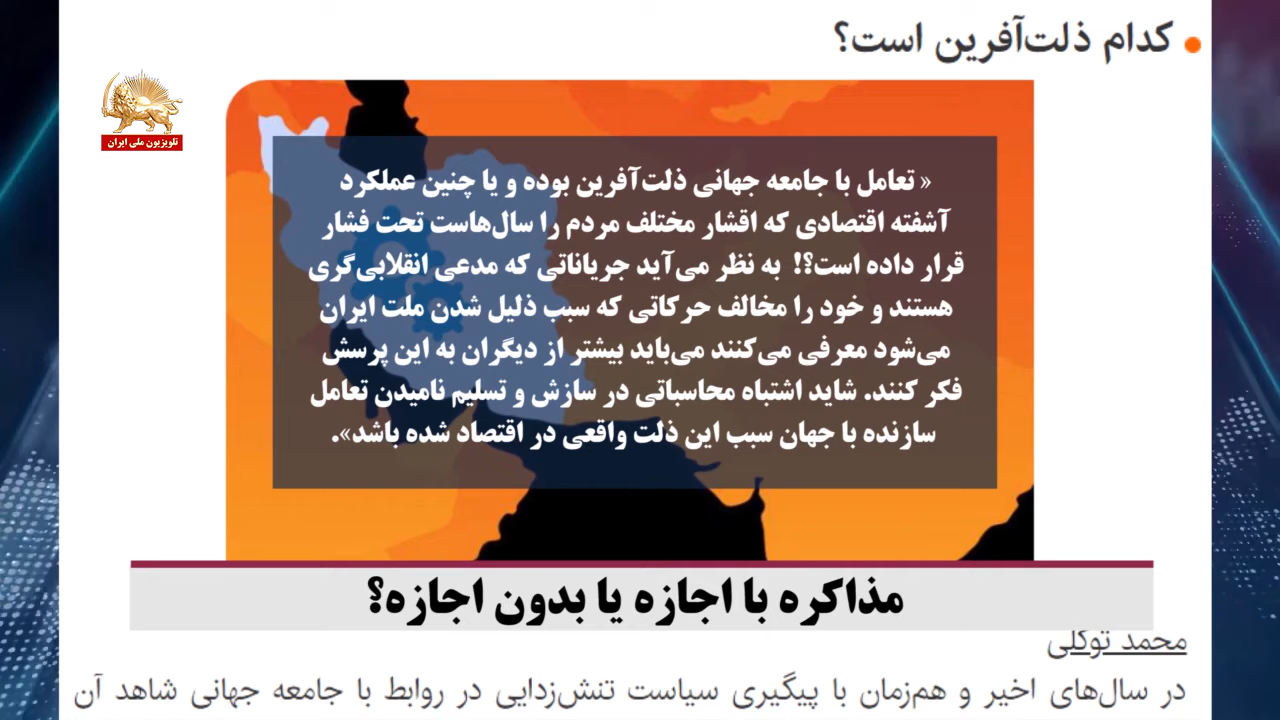 کدام ذلت‌آفرین است؟
تلویزیون ملی ایران
« تعامل با جامعه جهانی ذلت‌آفرین بوده و یا چنین عملکرد
آشفته اقتصادی که اقشار مختلف مردم را سال‌هاست تحت فشار
قرار داده است؟! به نظر می‌آید جریاناتی که مدعی انقلابی‌گری
هستند و خود را مخالف حرکاتی که سبب ذلیل شدن ملت ایران
می‌شود معرفی می‌کنند می‌باید بیشتر از دیگران به این پرسش
فکر کنند. شاید اشتباه محاسباتی در سازش و تسلیم نامیدن تعامل
سازنده با جهان سبب این ذلت واقعی در اقتصاد شده باشد».
مذاکره با اجازه یا بدون اجازه؟
محمد توکلی
در سال‌های اخیر و هم‌زمان با پیگیری سیاست تنش‌زدایی در روابط با جامعه جهانی شاهد آن